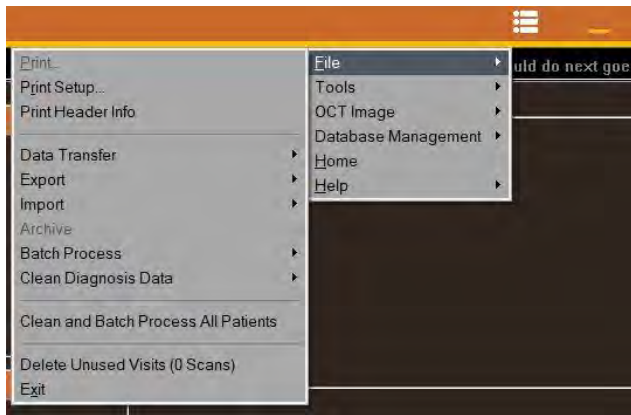 uld do next goe
File
Tools
OCT Image
Database Management
Home
Help
Print...
Print Setup...
Print Header Info
Data Transfer
Export
Import
Archive
Batch Process
Clean Diagnosis Data
Clean and Batch Process All Patients
Delete Unused Visits (0 Scans)
Exit